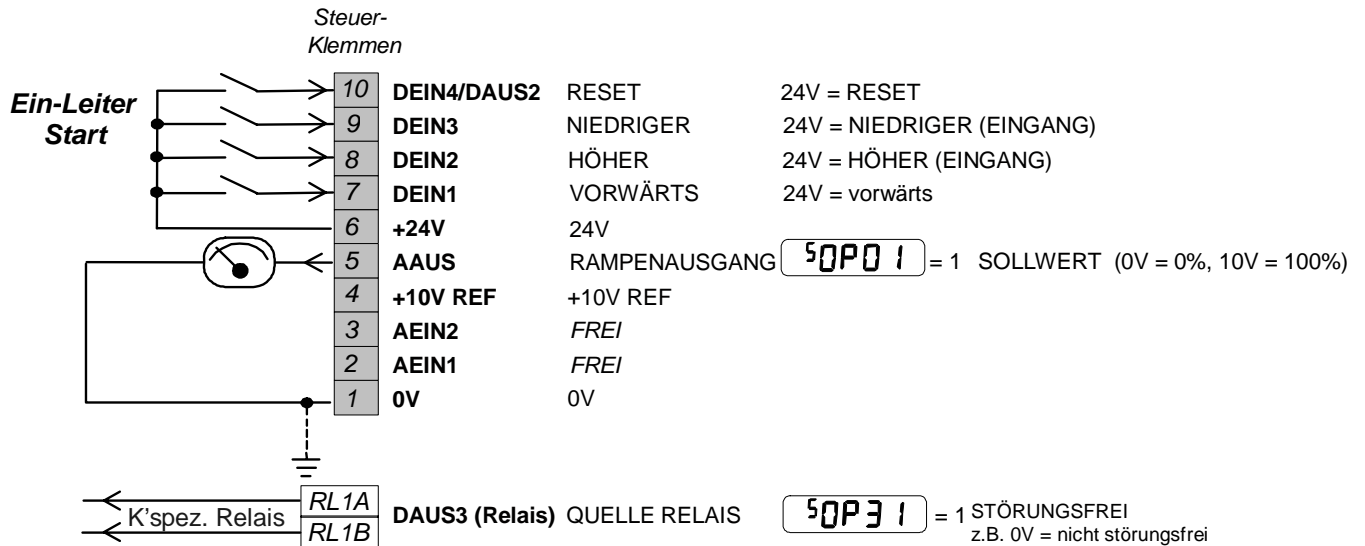 Steuer-
Klemmen
Ein-Leiter
Start
10 DEIN4/DAUS2 RESET 24V = RESET
9 DEIN3 NIEDRIGER 24V = NIEDRIGER (EINGANG)
8 DEIN2 HÖHER 24V = HÖHER (EINGANG)
7 DEIN1 VORWÄRTS 24V = vorwärts
6 +24V 24V
5 AAUS RAMPENAUSGANG SOP01 = 1 SOLLWERT (0V = 0%, 10V = 100%)
4 +10V REF +10V REF
3 AEIN2 FREI
2 AEIN1 FREI
1 0V 0V
K'spez. Relais
RL1A
RL1B
DAUS3 (Relais) QUELLE RELAIS SOP31 = 1 STÖRUNGSFREI
z.B. 0V = nicht störungsfrei